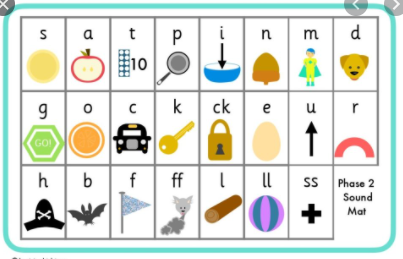 s a t p i n m d
10
g o c k ck e u r
GO!
h b f ff l ll ss
Phase 2
Sound
Mat